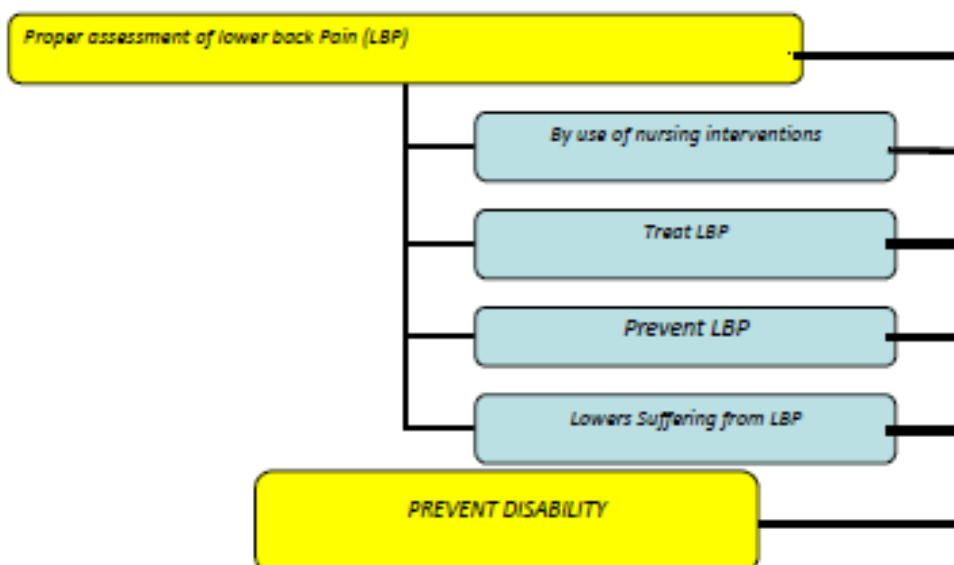 Proper assessment of lower back Pain (LBP)
By use of nursing interventions
Treat LBP
Prevent LBP
Lowers Suffering from LBP
PREVENT DISABILITY